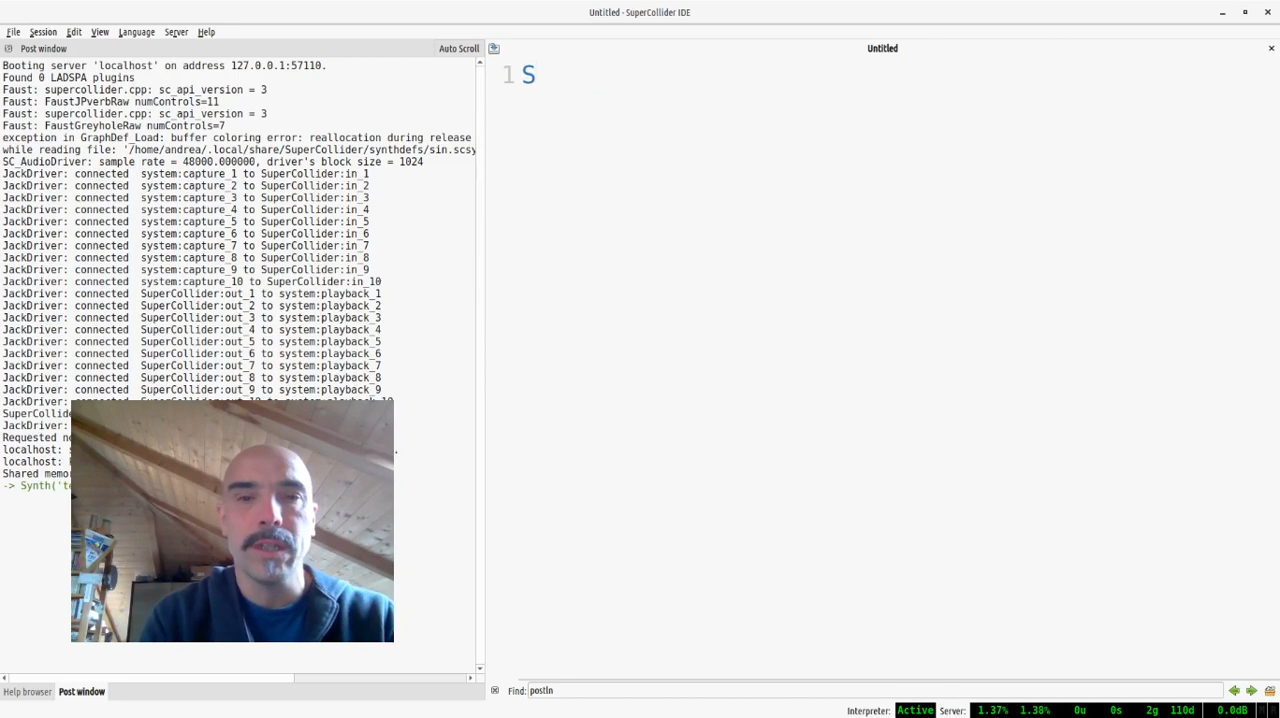 Untitled - SuperCollider IDE
File Session Edit View Language Server Help
Post window Auto Scroll Untitled
Booting server 'localhost' on address 127.0.0.1:57110.
Found 0 LADSPA plugins
Faust: supercollider.cpp: sc_api_version = 3
Faust: FaustJPverbRaw numControls=11
Faust: supercollider.cpp: sc_api_version = 3
Faust: FaustGreyholeRaw numControls=7
exception in GraphDef_Load: buffer coloring error: reallocation during release
while reading file: '/home/andrea/.local/share/SuperCollider/synthdefs/sin.scsy
SC_AudioDriver: sample rate = 48000.000000, driver's block size = 1024
JackDriver: connected system:capture_1 to SuperCollider:in_1
JackDriver: connected system:capture_2 to SuperCollider:in_2
JackDriver: connected system:capture_3 to SuperCollider:in_3
JackDriver: connected system:capture_4 to SuperCollider:in_4
JackDriver: connected system:capture_5 to SuperCollider:in_5
JackDriver: connected system:capture_6 to SuperCollider:in_6
JackDriver: connected system:capture_7 to SuperCollider:in_7
JackDriver: connected system:capture_8 to SuperCollider:in_8
JackDriver: connected system:capture_9 to SuperCollider:in_9
JackDriver: connected system:capture_10 to SuperCollider:in_10
JackDriver: connected SuperCollider:out_1 to system:playback_1
JackDriver: connected SuperCollider:out_2 to system:playback_2
JackDriver: connected SuperCollider:out_3 to system:playback_3
JackDriver: connected SuperCollider:out_4 to system:playback_4
JackDriver: connected SuperCollider:out_5 to system:playback_5
JackDriver: connected SuperCollider:out_6 to system:playback_6
JackDriver: connected SuperCollider:out_7 to system:playback_7
JackDriver: connected SuperCollider:out_8 to system:playback_8
JackDriver: connected SuperCollider:out_9 to system:playback_9
JackDriver: connected SuperCollider:out_10 to system:playback_10
SuperCollide
JackDriver:
Requested
localhost:
localhost:
Shared
-> Synth('te
1 S
Help browser Post window
Find: postln
Interpreter: Active Server: 1.37% 1.38% 0u 0s 2g 110d 0.0dB